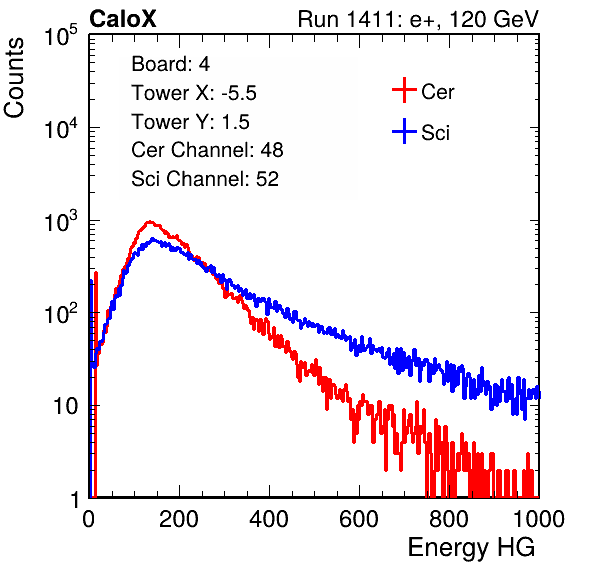 CaloX Run 1411: e+, 120 GeV
Counts
Board: 4
Tower X: -5.5
Tower Y: 1.5
Cer Channel: 48
Sci Channel: 52
Cer
Sci
10^5
10^4
10^3
10^2
10
1
0 200 400 600 800 1000
Energy HG